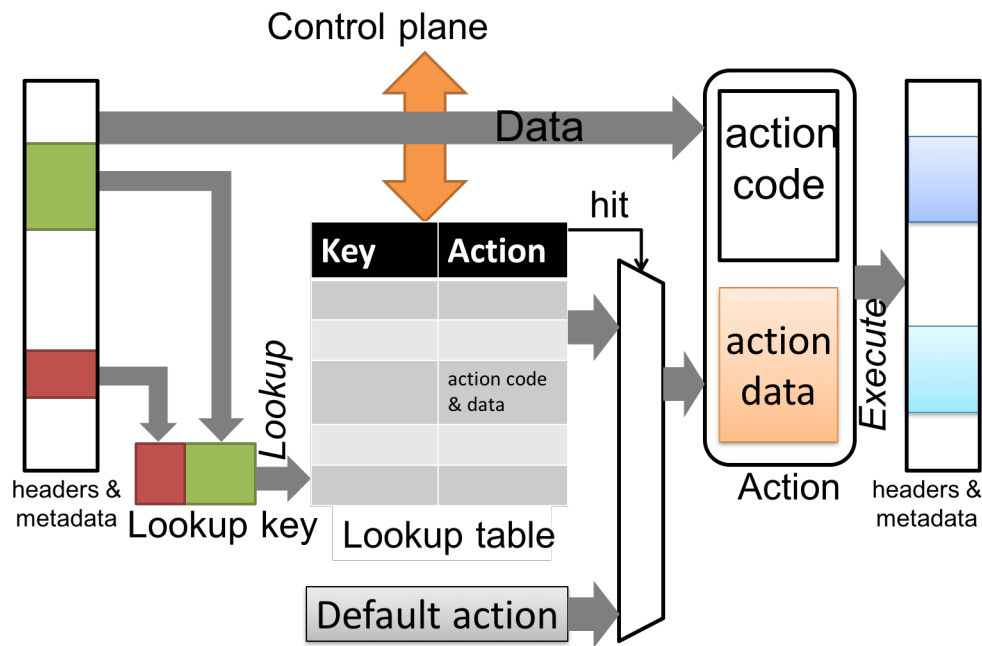 Control plane
Data
action
code
hit
Key Action
action code
& data
Lookup
action
data
Execute
headers &
metadata
Lookup key
Lookup table
Action
headers &
metadata
Default action